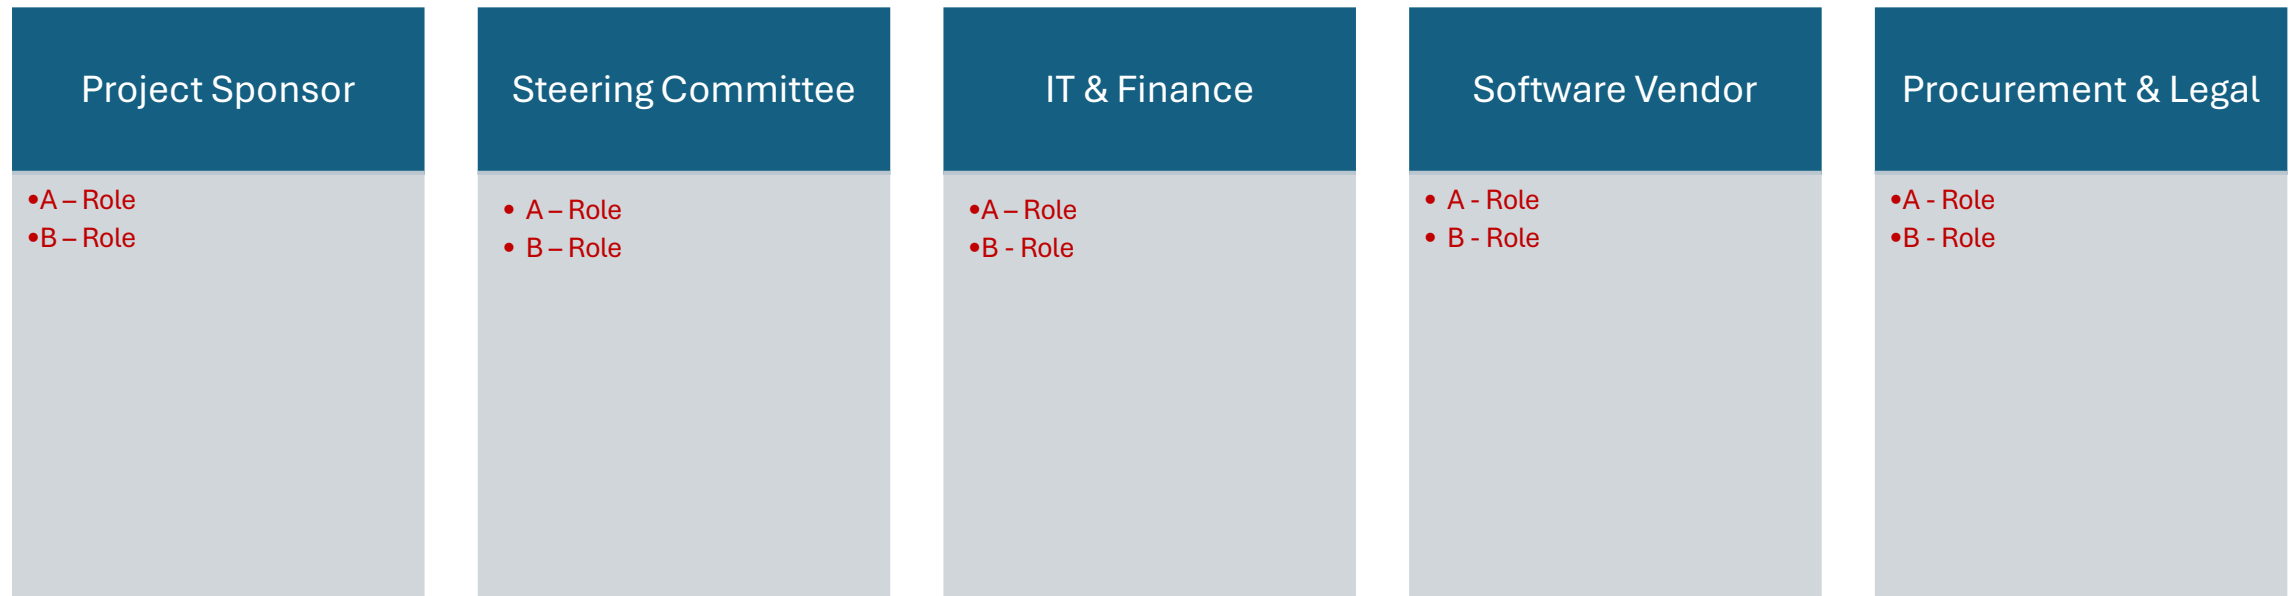 Project Sponsor
•A – Role
•B – Role
Steering Committee
• A – Role
• B – Role
IT & Finance
•A – Role
•B - Role
Software Vendor
• A - Role
• B - Role
Procurement & Legal
•A - Role
•B - Role